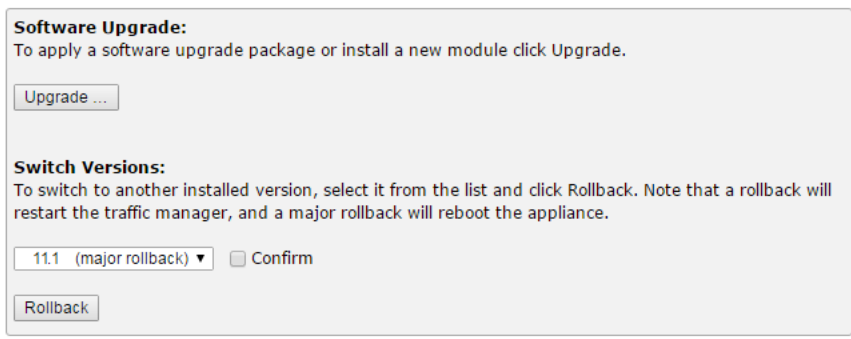 Software Upgrade:
To apply a software upgrade package or install a new module click Upgrade.
Upgrade ...
Switch Versions:
To switch to another installed version, select it from the list and click Rollback. Note that a rollback will
restart the traffic manager, and a major rollback will reboot the appliance.
11.1 (major rollback) ▼ Confirm
Rollback